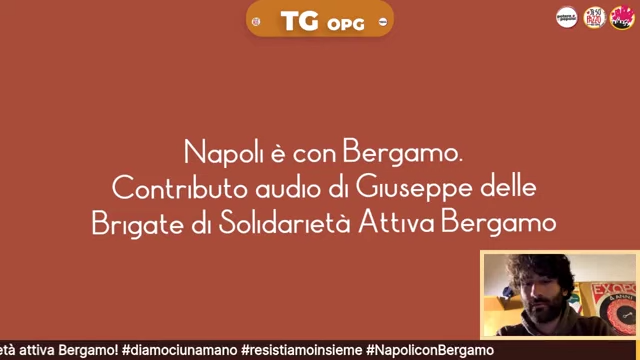 TG OPG
Napoli è con Bergamo.
Contributo audio di Giuseppe delle
Brigate di Solidarietà Attiva Bergamo
età attiva Bergamo! #diamociunamano #resistiamoinsieme #NapoliconBergamo